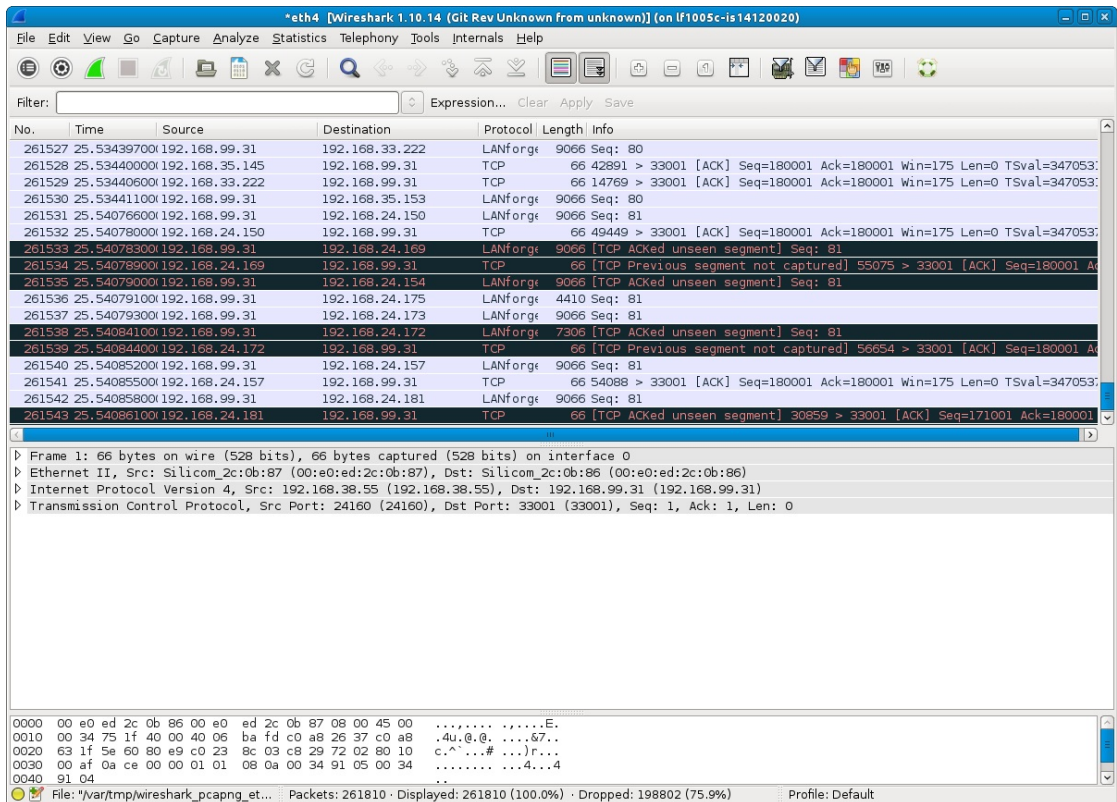 *eth4 [Wireshark 1.10.14 (Git Rev Unknown from unknown)] (on lf1005c-is14120020)
File Edit View Go Capture Analyze Statistics Telephony Tools Internals Help
Filter: Expression... Clear Apply Save
No. Time Source Destination Protocol Length Info
261527 25.53439700( 192.168.99.31 192.168.33.222 LANforge 9066 Seq: 80
261528 25.53440000( 192.168.35.145 192.168.99.31 TCP 66 42891 > 33001 [ACK] Seq=180001 Ack=180001 Win=175 Len=0 TSval=3470531
261529 25.53440600( 192.168.33.222 192.168.99.31 TCP 66 14769 > 33001 [ACK] Seq=180001 Ack=180001 Win=175 Len=0 TSval=3470531
261530 25.53441100( 192.168.99.31 192.168.35.153 LANforge 9066 Seq: 80
261531 25.54076600( 192.168.99.31 192.168.24.150 LANforge 9066 Seq: 81
261532 25.54078000( 192.168.24.150 192.168.99.31 TCP 66 49449 > 33001 [ACK] Seq=180001 Ack=180001 Win=175 Len=0 TSval=347053
261533 25.54078300( 192.168.99.31 192.168.24.169 LANforge 9066 [TCP ACKed unseen segment] Seq: 81
261534 25.54078900( 192.168.24.169 192.168.99.31 TCP 66 [TCP Previous segment not captured] 55075 > 33001 [ACK] Seq=180001 Ac
261535 25.54079000( 192.168.99.31 192.168.24.154 LANforge 9066 [TCP ACKed unseen segment] Seq: 81
261536 25.54079100( 192.168.99.31 192.168.24.175 LANforge 4410 Seq: 81
261537 25.54079300( 192.168.99.31 192.168.24.173 LANforge 9066 Seq: 81
261538 25.54084100( 192.168.99.31 192.168.24.172 LANforge 7306 [TCP ACKed unseen segment] Seq: 81
261539 25.54084400( 192.168.24.172 192.168.99.31 TCP 66 [TCP Previous segment not captured] 56654 > 33001 [ACK] Seq=180001 Ac
261540 25.54085200( 192.168.99.31 192.168.24.157 LANforge 9066 Seq: 81
261541 25.54085500( 192.168.24.157 192.168.99.31 TCP 66 54088 > 33001 [ACK] Seq=180001 Ack=180001 Win=175 Len=0 TSval=347053
261542 25.54085800( 192.168.99.31 192.168.24.181 LANforge 9066 Seq: 81
261543 25.54086100( 192.168.24.181 192.168.99.31 TCP 66 [TCP ACKed unseen segment] 30859 > 33001 [ACK] Seq=171001 Ack=180001
Frame 1: 66 bytes on wire (528 bits), 66 bytes captured (528 bits) on interface 0
Ethernet II, Src: Silicom_2c:0b:87 (00:e0:ed:2c:0b:87), Dst: Silicom_2c:0b:86 (00:e0:ed:2c:0b:86)
Internet Protocol Version 4, Src: 192.168.38.55 (192.168.38.55), Dst: 192.168.99.31 (192.168.99.31)
Transmission Control Protocol, Src Port: 24160 (24160), Dst Port: 33001 (33001), Seq: 1, Ack: 1, Len: 0
0000 00 e0 ed 2c 0b 86 00 e0 ed 2c 0b 87 08 00 45 00 ...,.... .,....E.
0010 00 34 75 1f 40 00 40 06 ba fd c0 a8 26 37 c0 a8 .4u.@.@. ....&7..
0020 63 1f 5e 60 80 e9 c0 23 8c 03 c8 29 72 02 80 10 c.^`...# ...)r...
0030 00 af 0a ce 00 00 01 01 08 0a 00 34 91 05 00 34 ........ ...4...4
0040 91 04 ..
File: "/var/tmp/wireshark_pcapng_et... Packets: 261810 · Displayed: 261810 (100.0%) · Dropped: 198802 (75.9%) Profile: Default